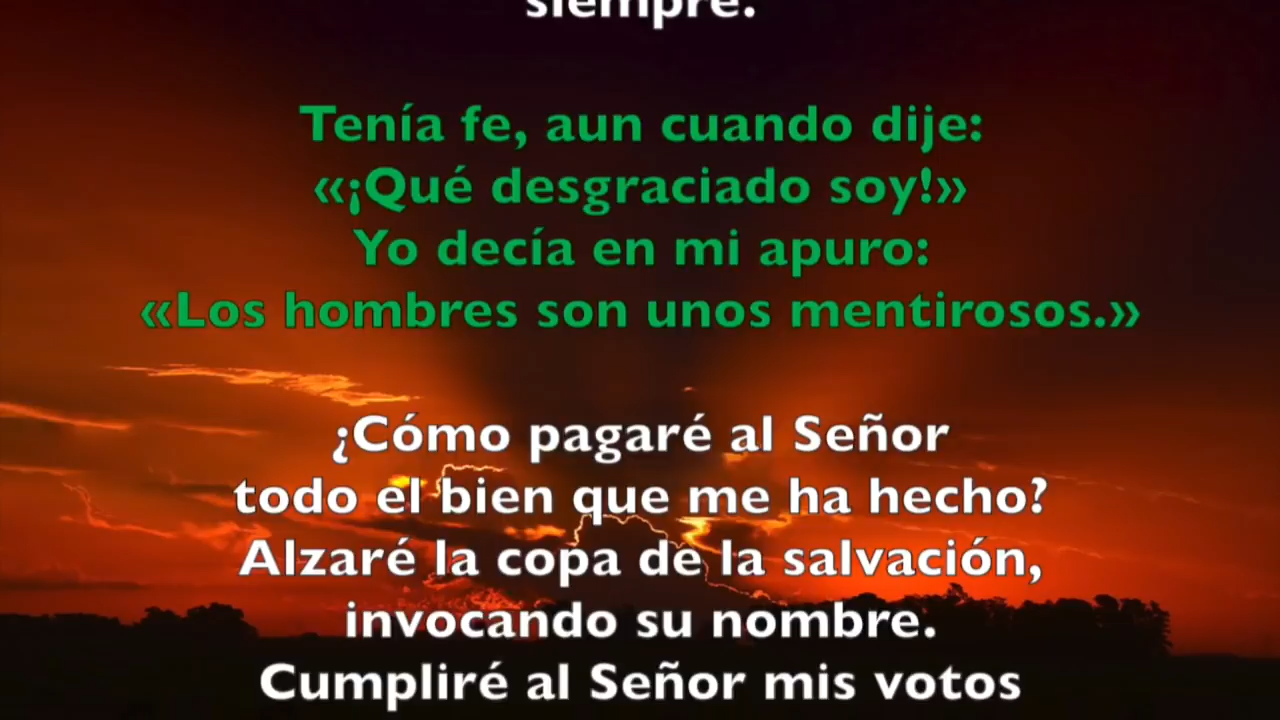 siempre.
Tenía fe, aun cuando dije:
«¡Qué desgraciado soy!»
Yo decía en mi apuro:
«Los hombres son unos mentirosos.»
¿Cómo pagaré al Señor
todo el bien que me ha hecho?
Alzaré la copa de la salvación,
invocando su nombre.
Cumpliré al Señor mis votos